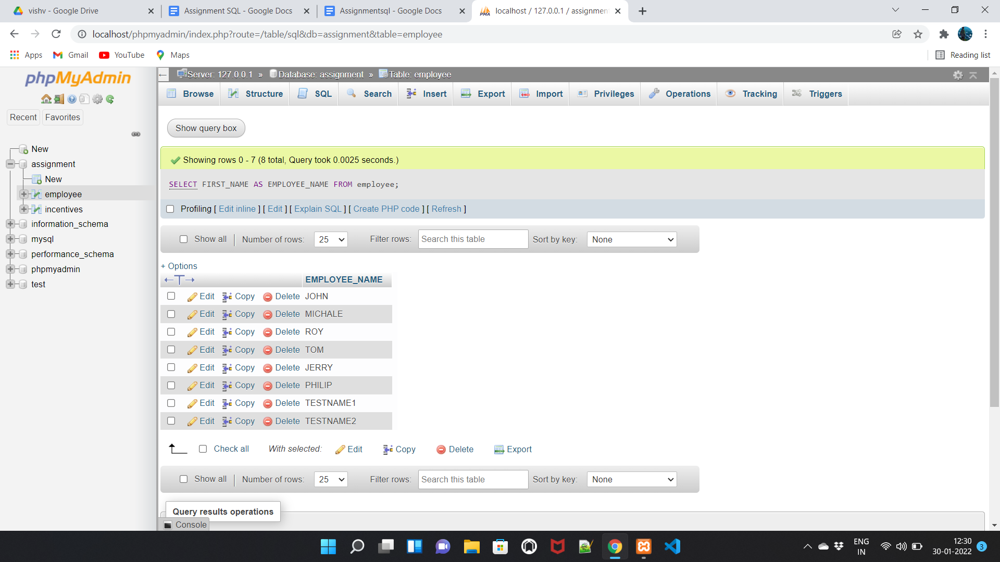 vishv - Google Drive
Assignment SQL - Google Docs
Assignmentsql - Google Docs
PMA localhost / 127.0.0.1 / assignment
localhost/phpmyadmin/index.php?route=/table/sql&db=assignment&table=employee
Apps Gmail YouTube Maps Reading list
phpMyAdmin
Recent Favorites
New
assignment
New
employee
incentives
information_schema
mysql
performance_schema
phpmyadmin
test
← Server: 127.0.0.1 » Database: assignment » Table: employee
Browse Structure SQL Search Insert Export Import Privileges Operations Tracking Triggers
Show query box
Showing rows 0 - 7 (8 total, Query took 0.0025 seconds.)
SELECT FIRST_NAME AS EMPLOYEE_NAME FROM employee;
Profiling [ Edit inline ] [ Edit ] [ Explain SQL ] [ Create PHP code ] [ Refresh ]
Show all Number of rows: 25 Filter rows: Search this table Sort by key: None
+ Options
←T→ EMPLOYEE_NAME
Edit Copy Delete JOHN
Edit Copy Delete MICHALE
Edit Copy Delete ROY
Edit Copy Delete TOM
Edit Copy Delete JERRY
Edit Copy Delete PHILIP
Edit Copy Delete TESTNAME1
Edit Copy Delete TESTNAME2
Check all With selected: Edit Copy Delete Export
Show all Number of rows: 25 Filter rows: Search this table Sort by key: None
Query results operations
Console
ENG
IN
12:30
30-01-2022
3